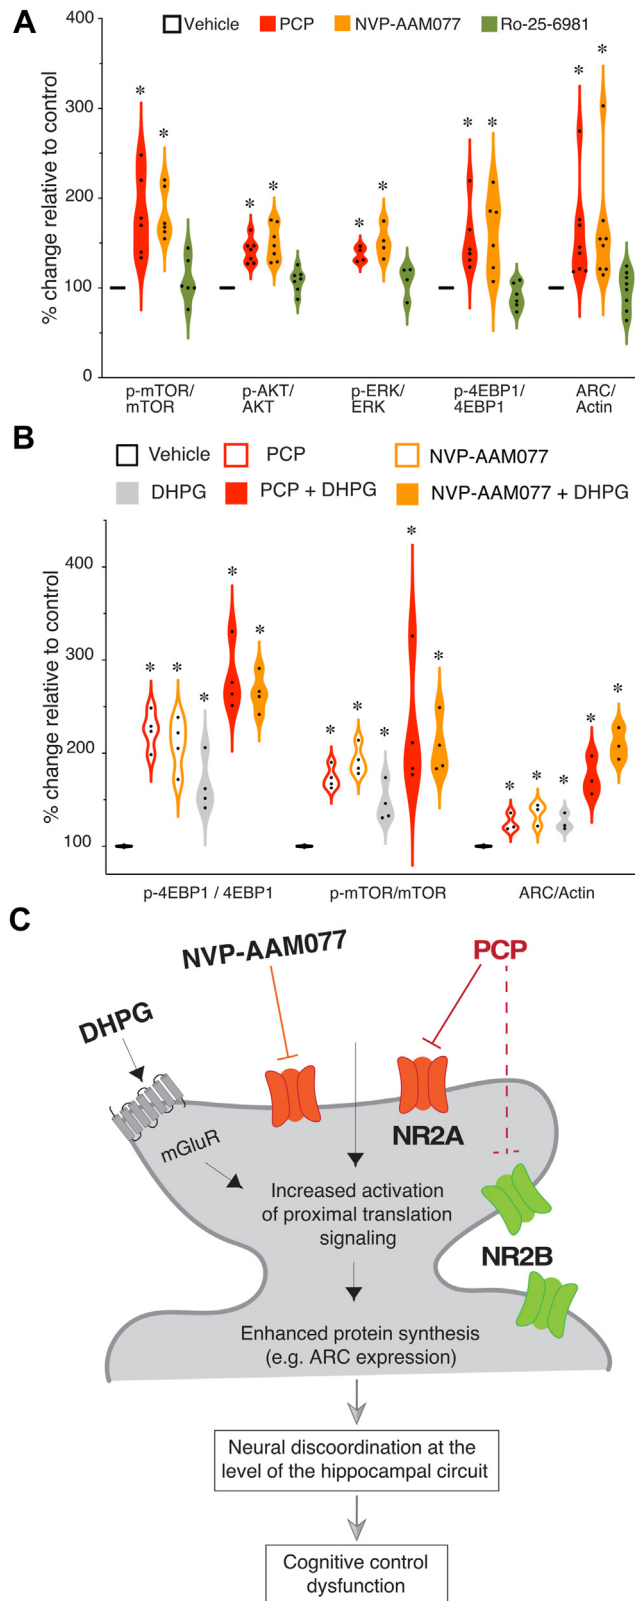 A
Vehicle PCP NVP-AAM077 Ro-25-6981
% change relative to control
400
300
200
100
0
* * * * * * * * * *
p-mTOR/ p-AKT/ p-ERK/ p-4EBP1/ ARC/
mTOR AKT ERK 4EBP1 Actin
B
Vehicle PCP NVP-AAM077
DHPG PCP + DHPG NVP-AAM077 + DHPG
% change relative to control
400
300
200
100
* * * * * * * * * * * * * * *
p-4EBP1 / 4EBP1 p-mTOR/mTOR ARC/Actin
C
NVP-AAM077 PCP
DHPG
mGluR
NR2A
Increased activation
of proximal translation
signaling
NR2B
Enhanced protein synthesis
(e.g. ARC expression)
Neural discoordination at the
level of the hippocampal circuit
Cognitive control
dysfunction